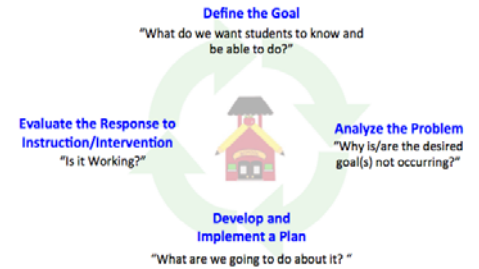 Define the Goal
"What do we want students to know and
be able to do?"
Evaluate the Response to
Instruction/Intervention
"Is it Working?"
Analyze the Problem
"Why is/are the desired
goal(s) not occurring?"
Develop and
Implement a Plan
"What are we going to do about it? "